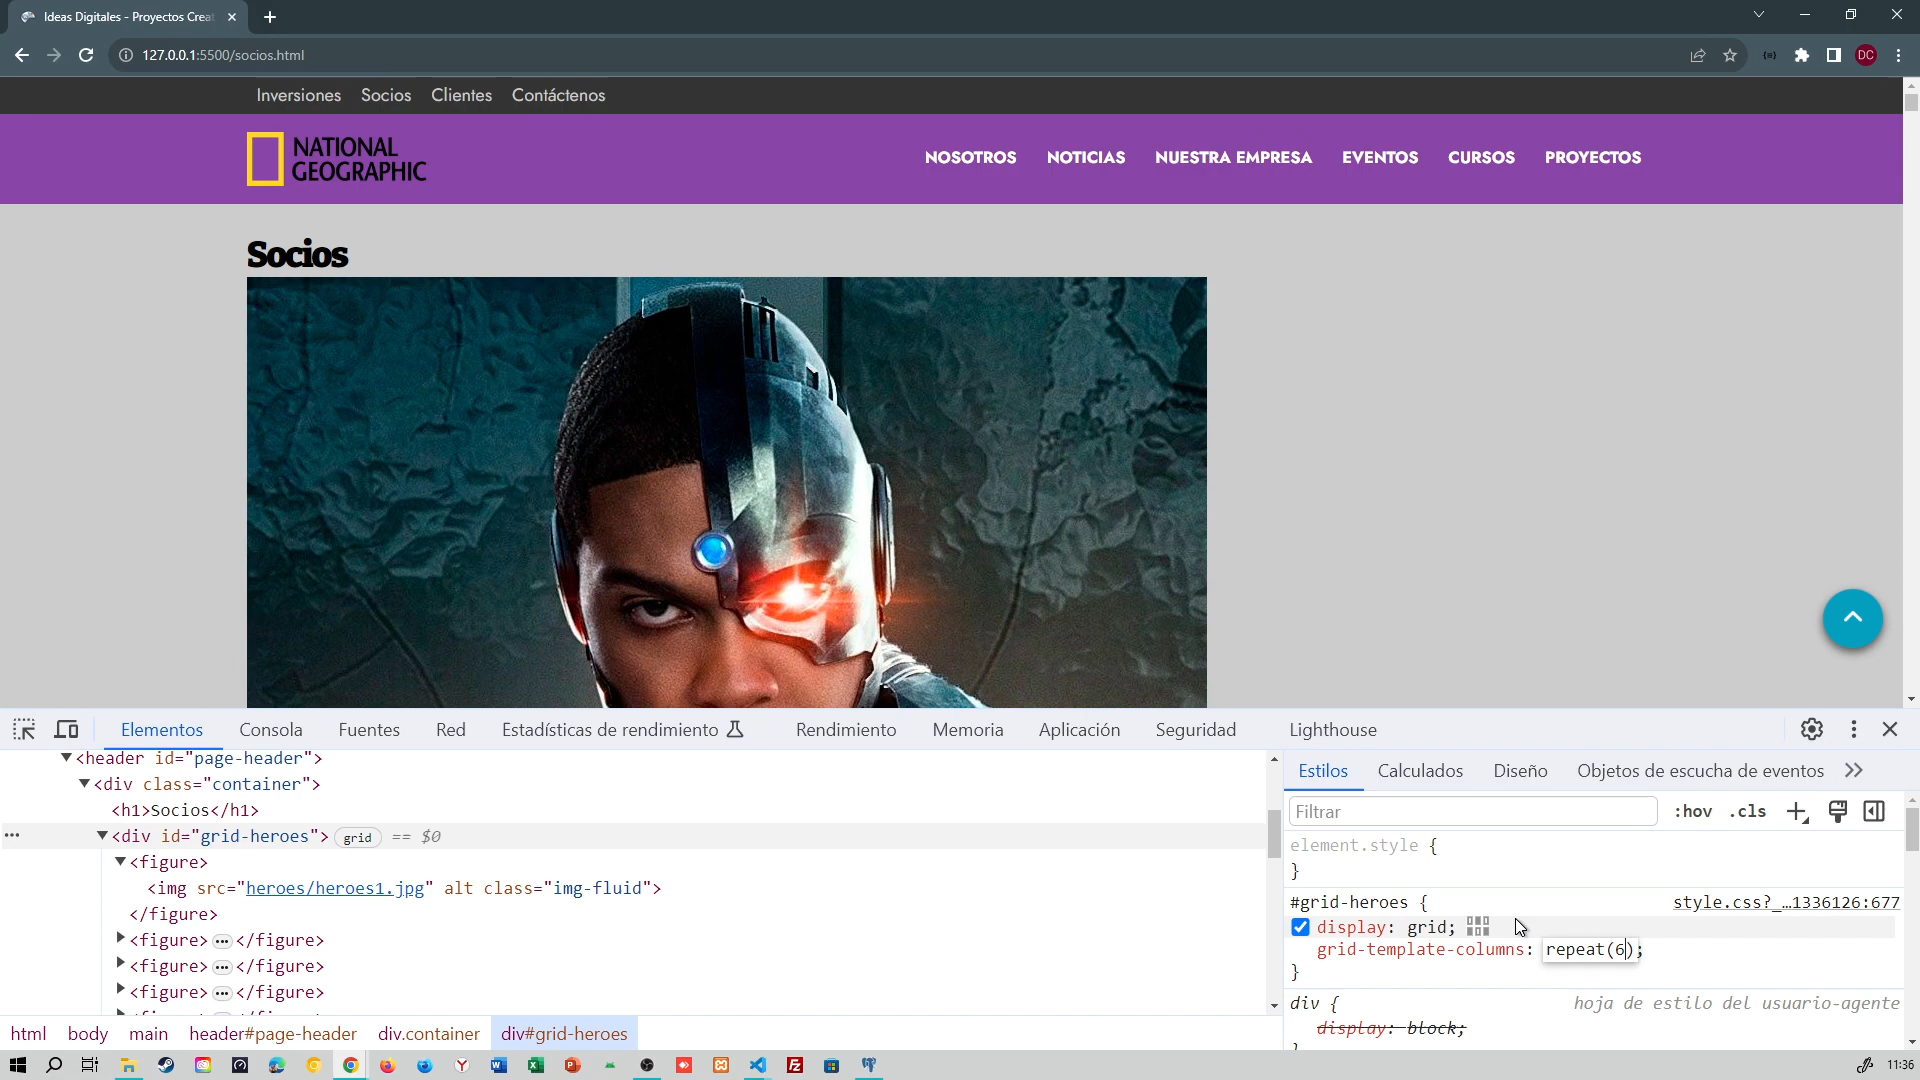 Ideas Digitales - Proyectos Crea
127.0.0.1:5500/socios.html
DC
Inversiones Socios Clientes Contáctenos
NATIONAL
GEOGRAPHIC
NOSOTROS NOTICIAS NUESTRA EMPRESA EVENTOS CURSOS PROYECTOS
Socios
Elementos Consola Fuentes Red Estadísticas de rendimiento Rendimiento Memoria Aplicación Seguridad Lighthouse
<header id="page-header">
<div class="container">
<h1>Socios</h1>
<div id="grid-heroes"> grid == $0
<figure>
<img src="heroes/heroes1.jpg" alt class="img-fluid">
</figure>
<figure> … </figure>
<figure> … </figure>
<figure> … </figure>
html body main header#page-header div.container div#grid-heroes
Estilos Calculados Diseño Objetos de escucha de eventos
Filtrar :hov .cls
element.style {
}
#grid-heroes { style.css?_…1336126:677
display: grid;
grid-template-columns: repeat(6);
}
div { hoja de estilo del usuario-agente
display: block;
11:36